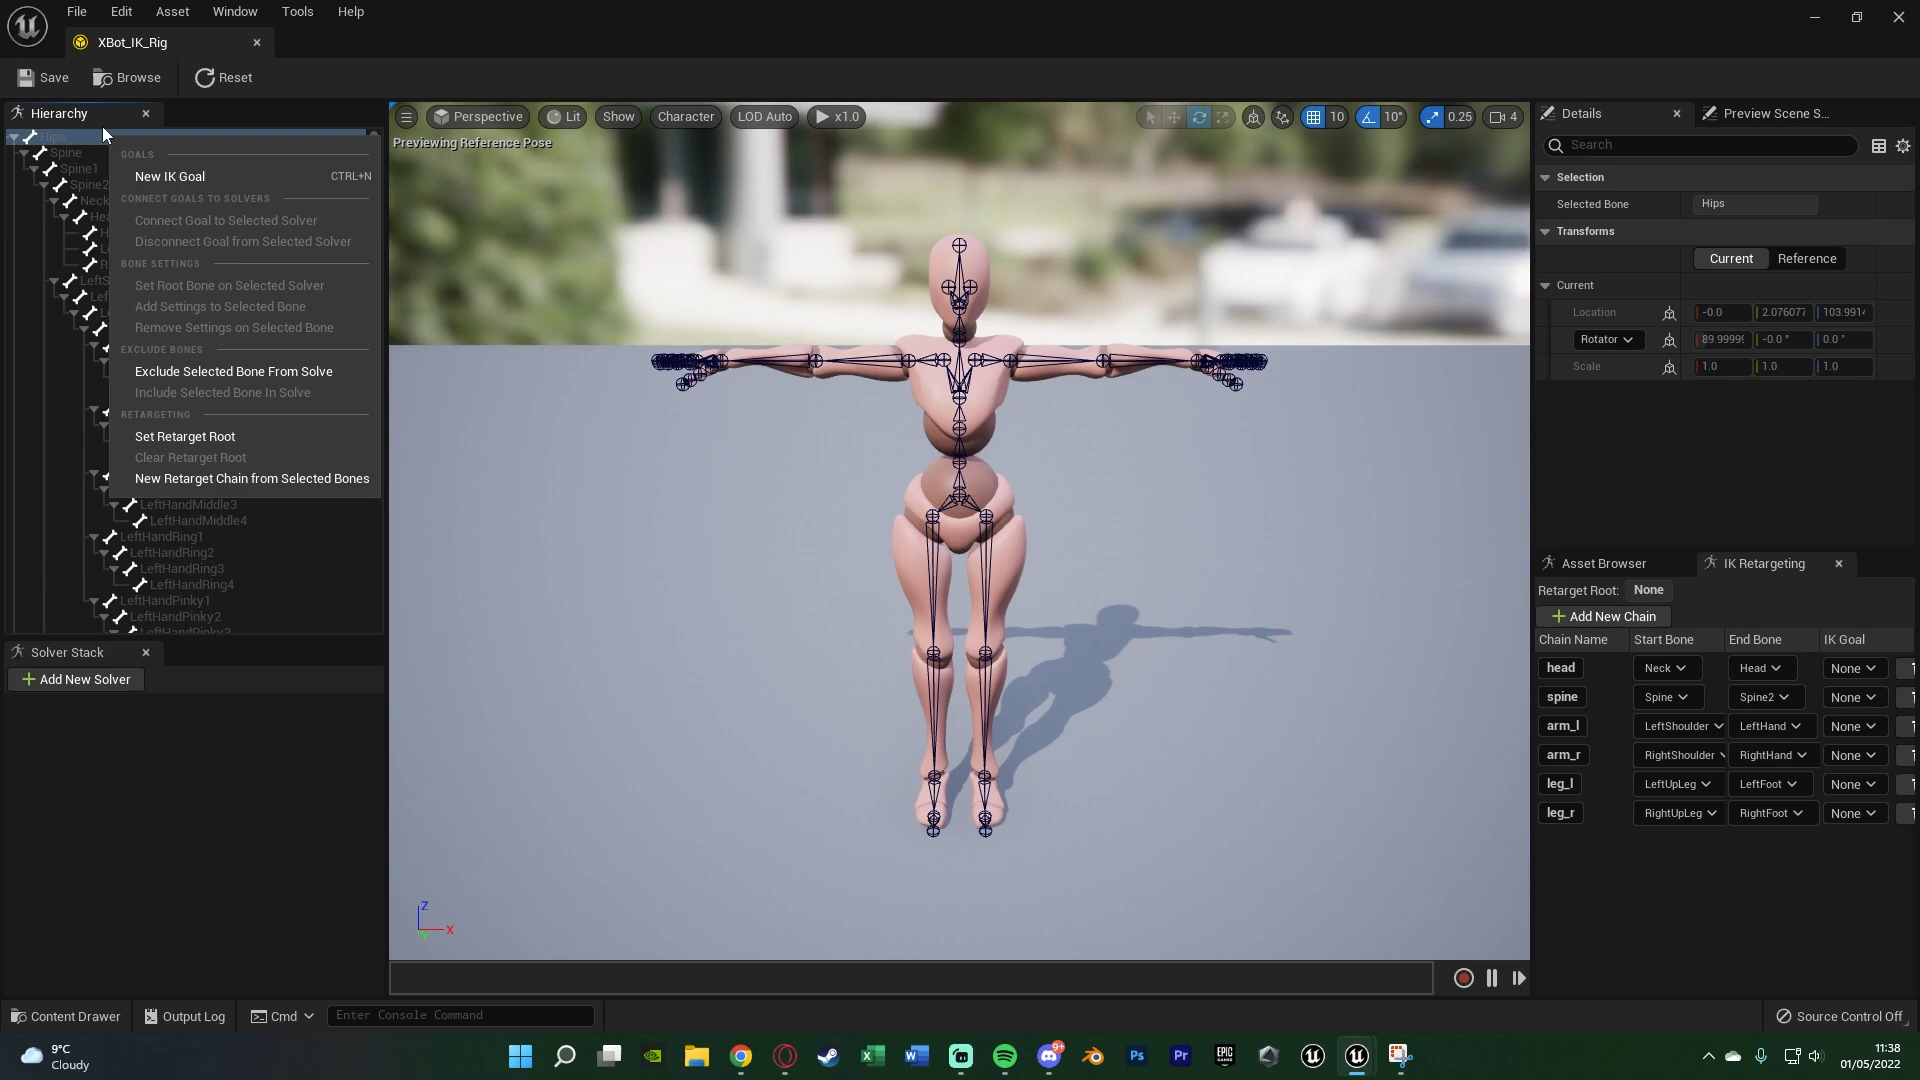 File Edit Asset Window Tools Help
XBot_IK_Rig
Save Browse Reset
Hierarchy
Hips
Spine
Spine1
Spine2
Neck
GOALS
New IK Goal CTRL+N
CONNECT GOALS TO SOLVERS
Connect Goal to Selected Solver
Disconnect Goal from Selected Solver
BONE SETTINGS
Set Root Bone on Selected Solver
Add Settings to Selected Bone
Remove Settings on Selected Bone
EXCLUDE BONES
Exclude Selected Bone From Solve
Include Selected Bone In Solve
RETARGETING
Set Retarget Root
Clear Retarget Root
New Retarget Chain from Selected Bones
LeftHandMiddle3
LeftHandMiddle4
LeftHandRing1
LeftHandRing2
LeftHandRing3
LeftHandRing4
LeftHandPinky1
LeftHandPinky2
LeftHandPinky3
Solver Stack
Add New Solver
Perspective Lit Show Character LOD Auto x1.0 10 10° 0.25 4
Previewing Reference Pose
Z
X
Y
Details Preview Scene S...
Search
Selection
Selected Bone Hips
Transforms
Current Reference
Current
Location -0.0 2.076077 103.991
Rotator 89.9999 -0.0 ° 0.0 °
Scale 1.0 1.0 1.0
Asset Browser IK Retargeting
Retarget Root: None
Add New Chain
Chain Name Start Bone End Bone IK Goal
head Neck Head None
spine Spine Spine2 None
arm_l LeftShoulder LeftHand None
arm_r RightShoulder RightHand None
leg_l LeftUpLeg LeftFoot None
leg_r RightUpLeg RightFoot None
Content Drawer Output Log Cmd Enter Console Command Source Control Off
9°C
Cloudy
9+
Ps
Pr
EPIC
GAMES
11:38
01/05/2022